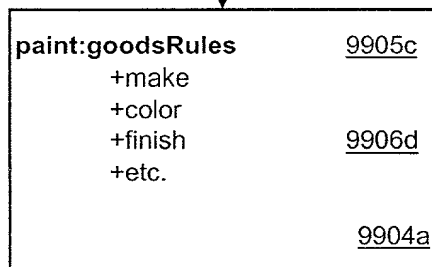 paint:goodsRules 9905c
+make
+color
+finish 9906d
+etc.
9904a